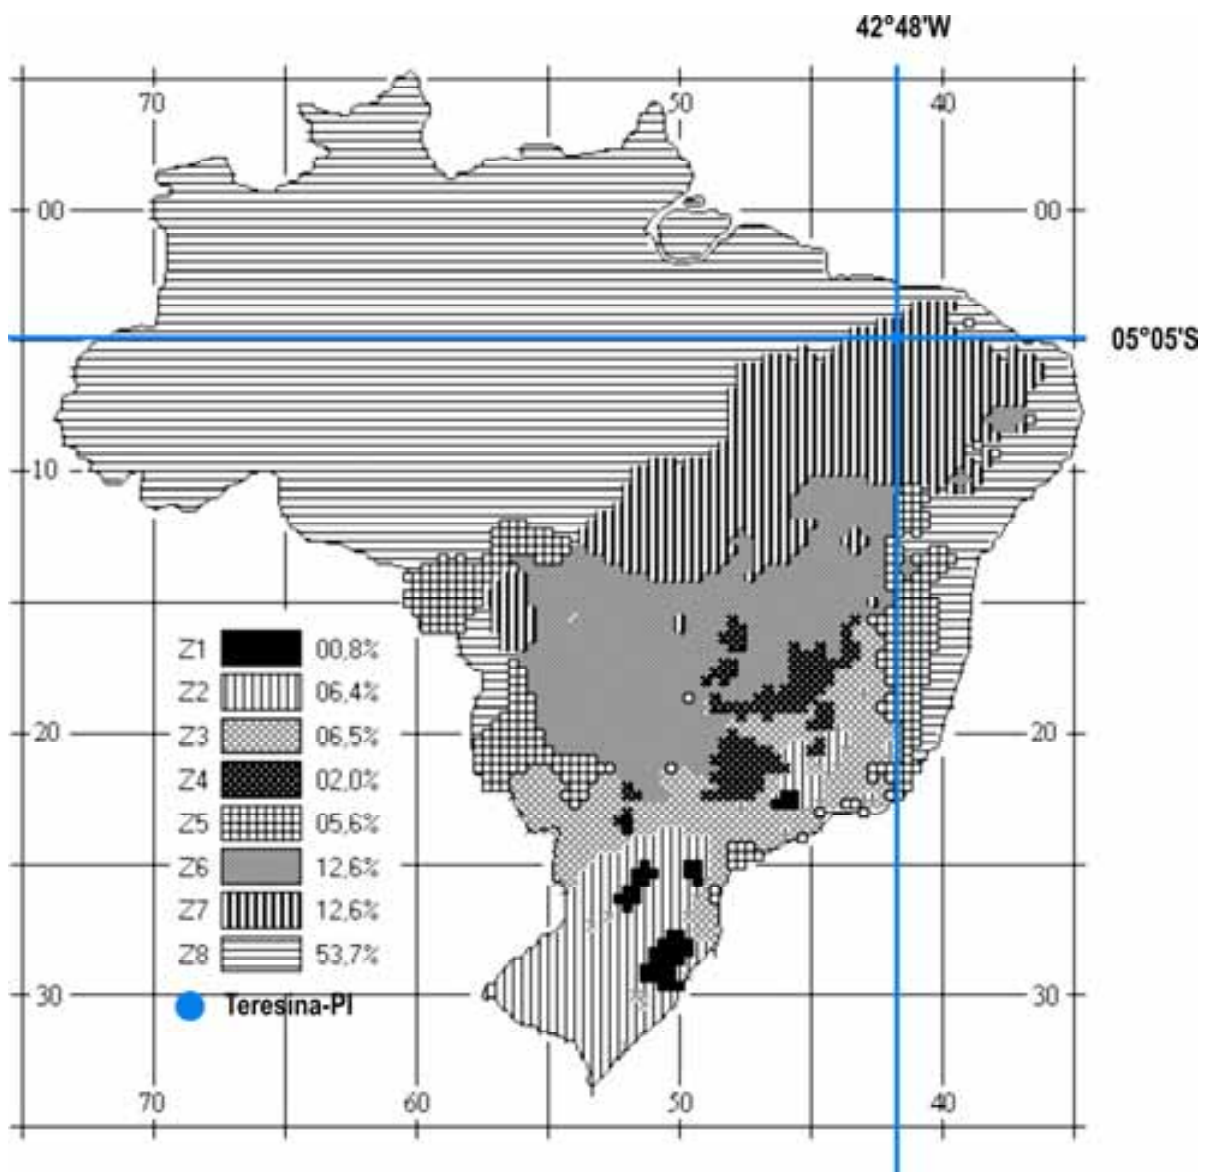 42°48'W
70 50 40
00 00
05°05'S
10
Z1 00,8%
Z2 06,4%
20 Z3 06,5% 20
Z4 02,0%
Z5 05,6%
Z6 12,6%
Z7 12,6%
Z8 53,7%
30 Teresina-PI 30
70 60 50 40